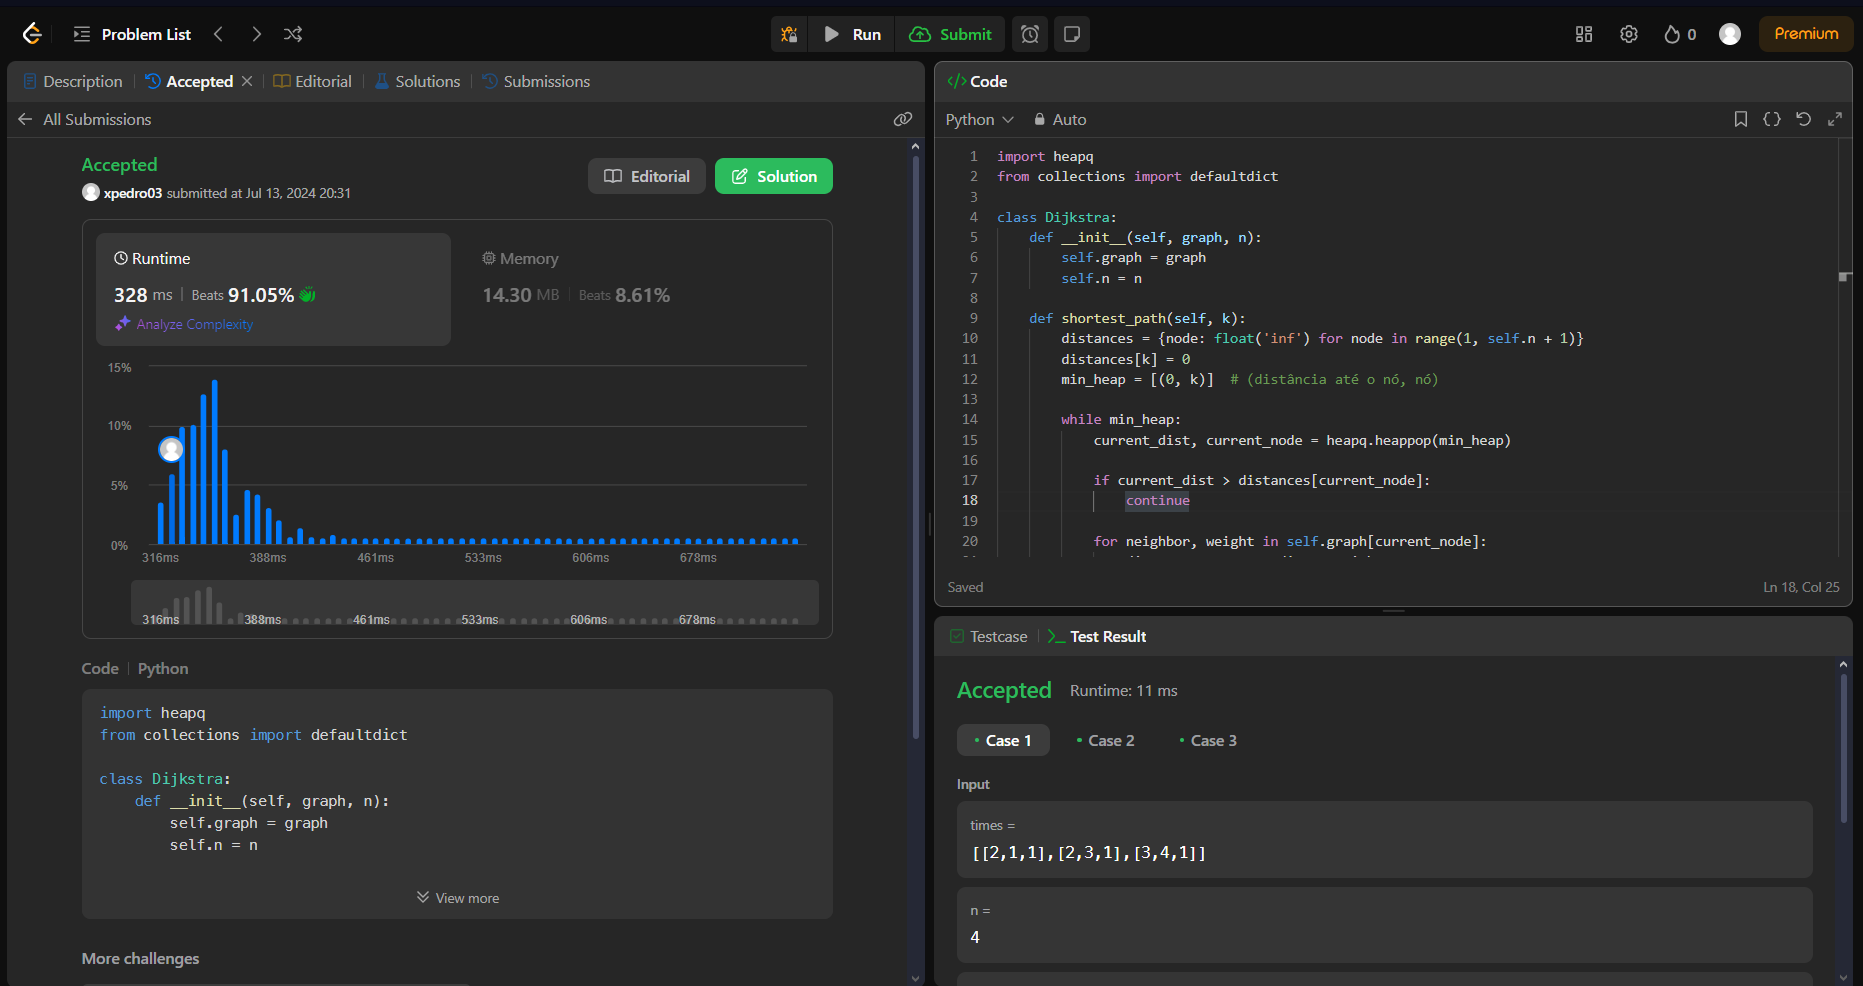 Problem List
Run
Submit
0
Premium
Description
Accepted
Editorial
Solutions
Submissions
All Submissions
Accepted
xpedro03 submitted at Jul 13, 2024 20:31
Editorial
Solution
Runtime
328 ms
Beats 91.05%
Analyze Complexity
Memory
14.30 MB
Beats 8.61%
15%
10%
5%
0%
316ms
388ms
461ms
533ms
606ms
678ms
316ms
388ms
461ms
533ms
606ms
678ms
Code
Python
import heapq
from collections import defaultdict
class Dijkstra:
def __init__(self, graph, n):
self.graph = graph
self.n = n
View more
More challenges
</> Code
Python
Auto
1 import heapq
2 from collections import defaultdict
3
4 class Dijkstra:
5 def __init__(self, graph, n):
6 self.graph = graph
7 self.n = n
8
9 def shortest_path(self, k):
10 distances = {node: float('inf') for node in range(1, self.n + 1)}
11 distances[k] = 0
12 min_heap = [(0, k)]  # (distância até o nó, nó)
13
14 while min_heap:
15 current_dist, current_node = heapq.heappop(min_heap)
16
17 if current_dist > distances[current_node]:
18 continue
19
20 for neighbor, weight in self.graph[current_node]:
Saved
Ln 18, Col 25
Testcase
Test Result
Accepted
Runtime: 11 ms
Case 1
Case 2
Case 3
Input
times =
[[2,1,1],[2,3,1],[3,4,1]]
n =
4